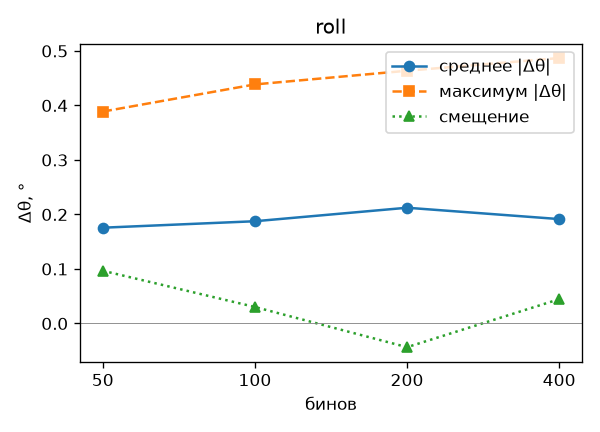 roll
0.5
0.4
0.3
0.2
0.1
0.0
Δθ, °
среднее |Δθ|
максимум |Δθ|
смещение
50
100
200
400
бинов